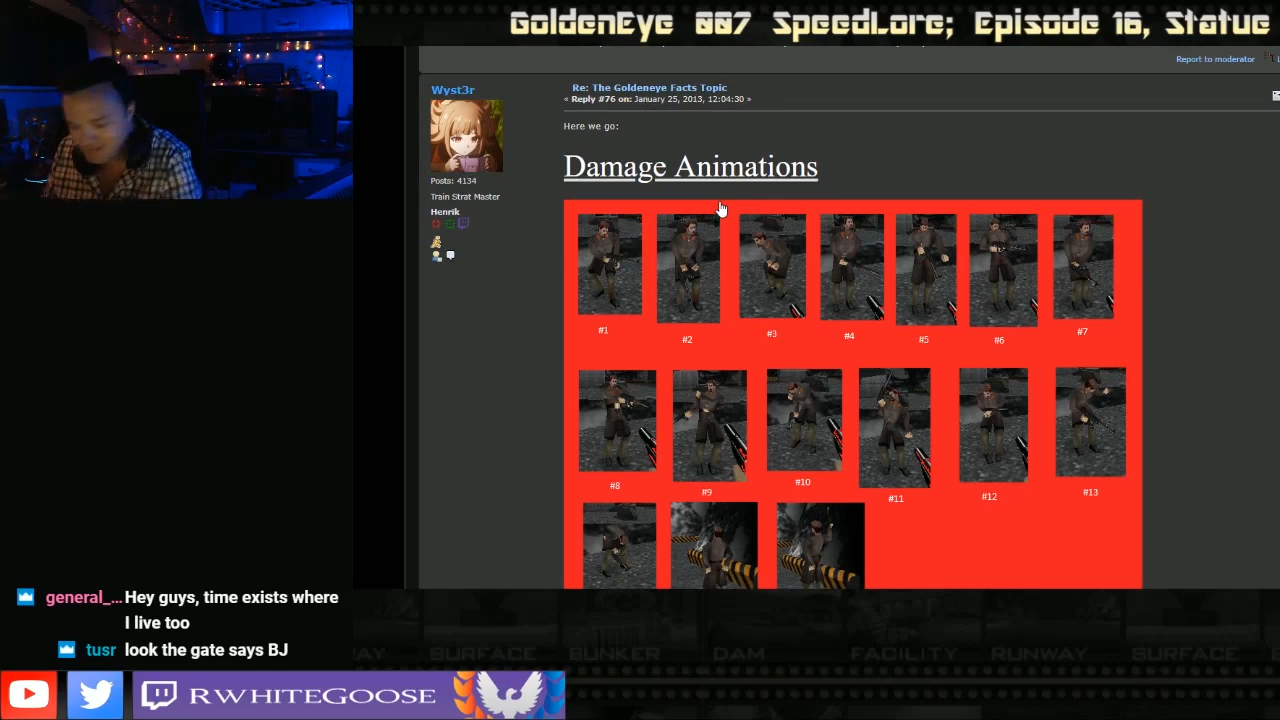 GoldenEye 007 SpeedLore; Episode 16, Statue
Report to moderator
Wyst3r
Re: The Goldeneye Facts Topic
« Reply #76 on: January 25, 2013, 12:04:30 »
Here we go:
Damage Animations
Posts: 4134
Train Strat Master
Henrik
#1
#2
#3
#4
#5
#6
#7
#8
#9
#10
#11
#12
#13
general_... Hey guys, time exists where
I live too
tusr look the gate says BJ
SURFACE BUNKER DAM FACILITY RUNWAY SURFACE
RWHITEGOOSE